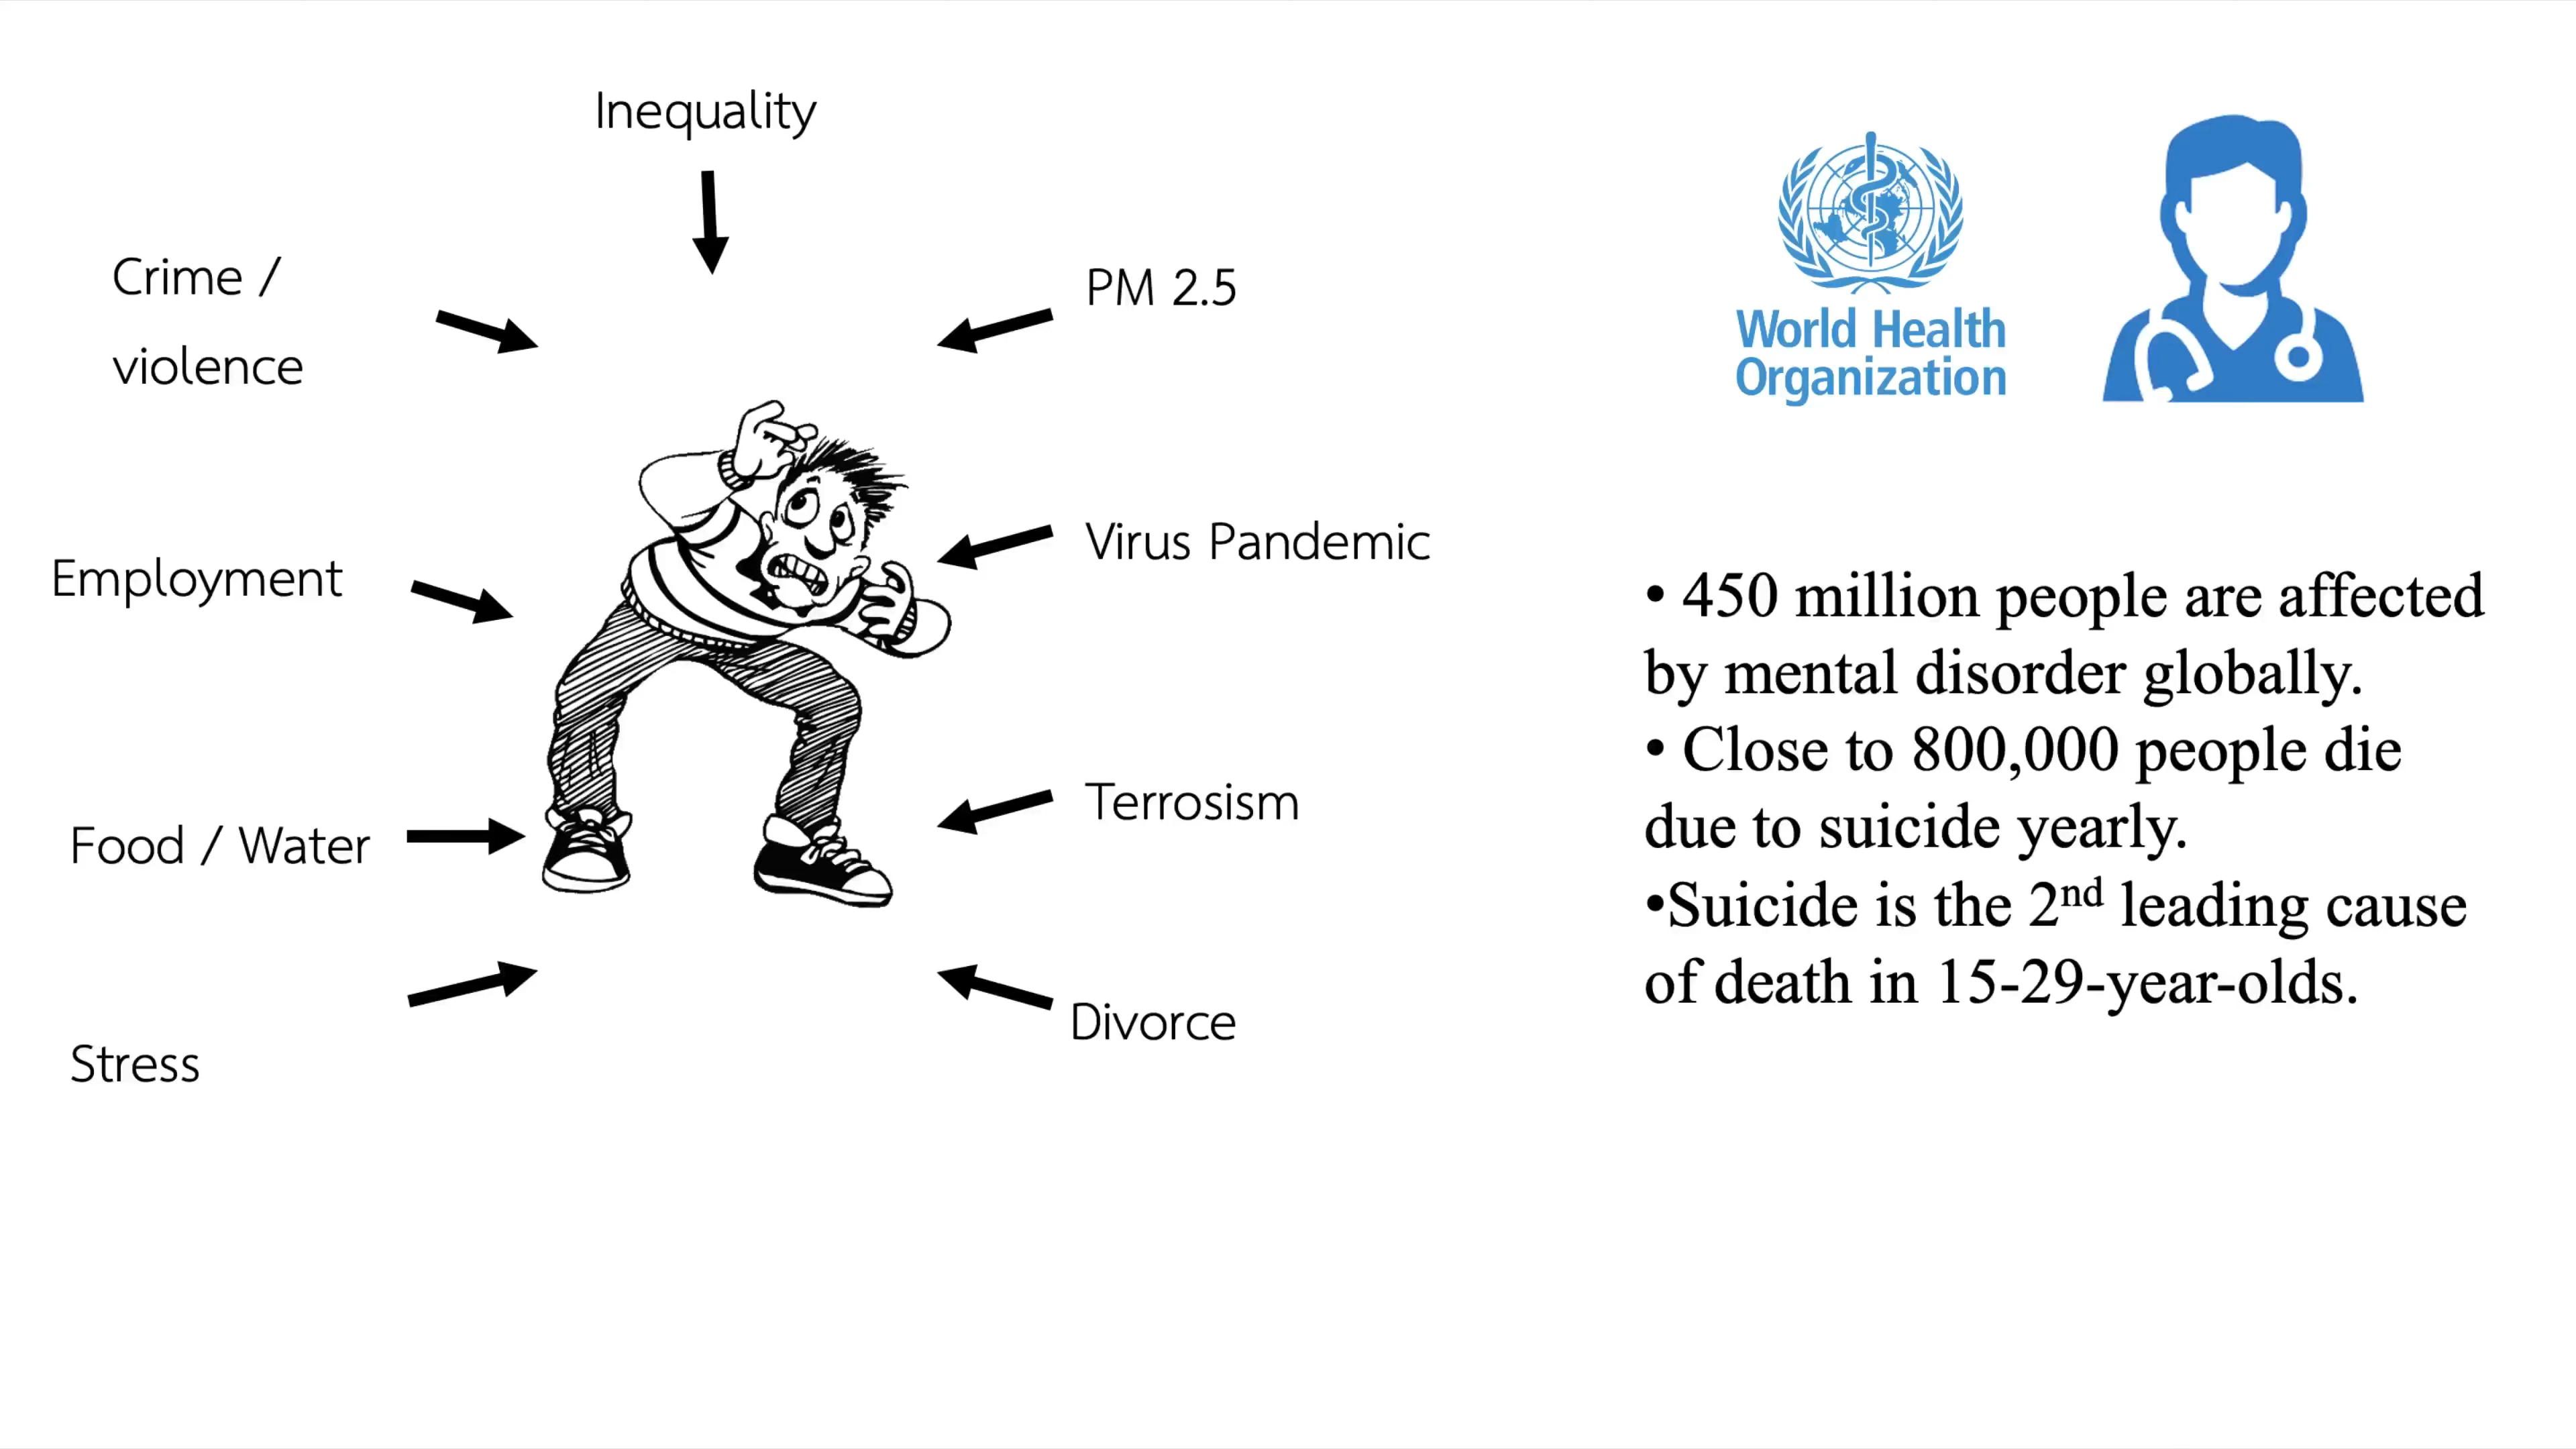 Inequality
Crime /
violence
PM 2.5
Employment
Virus Pandemic
Food / Water
Terrosism
Stress
Divorce
World Health
Organization
• 450 million people are affected
by mental disorder globally.
• Close to 800,000 people die
due to suicide yearly.
•Suicide is the 2nd leading cause
of death in 15-29-year-olds.